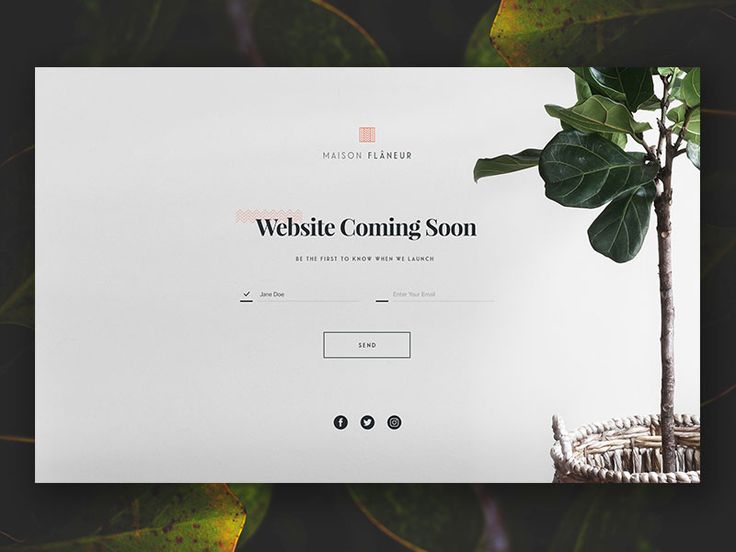 MAISON FLÂNEUR
Website Coming Soon
BE THE FIRST TO KNOW WHEN WE LAUNCH
Jane Doe
Enter Your Email
SEND